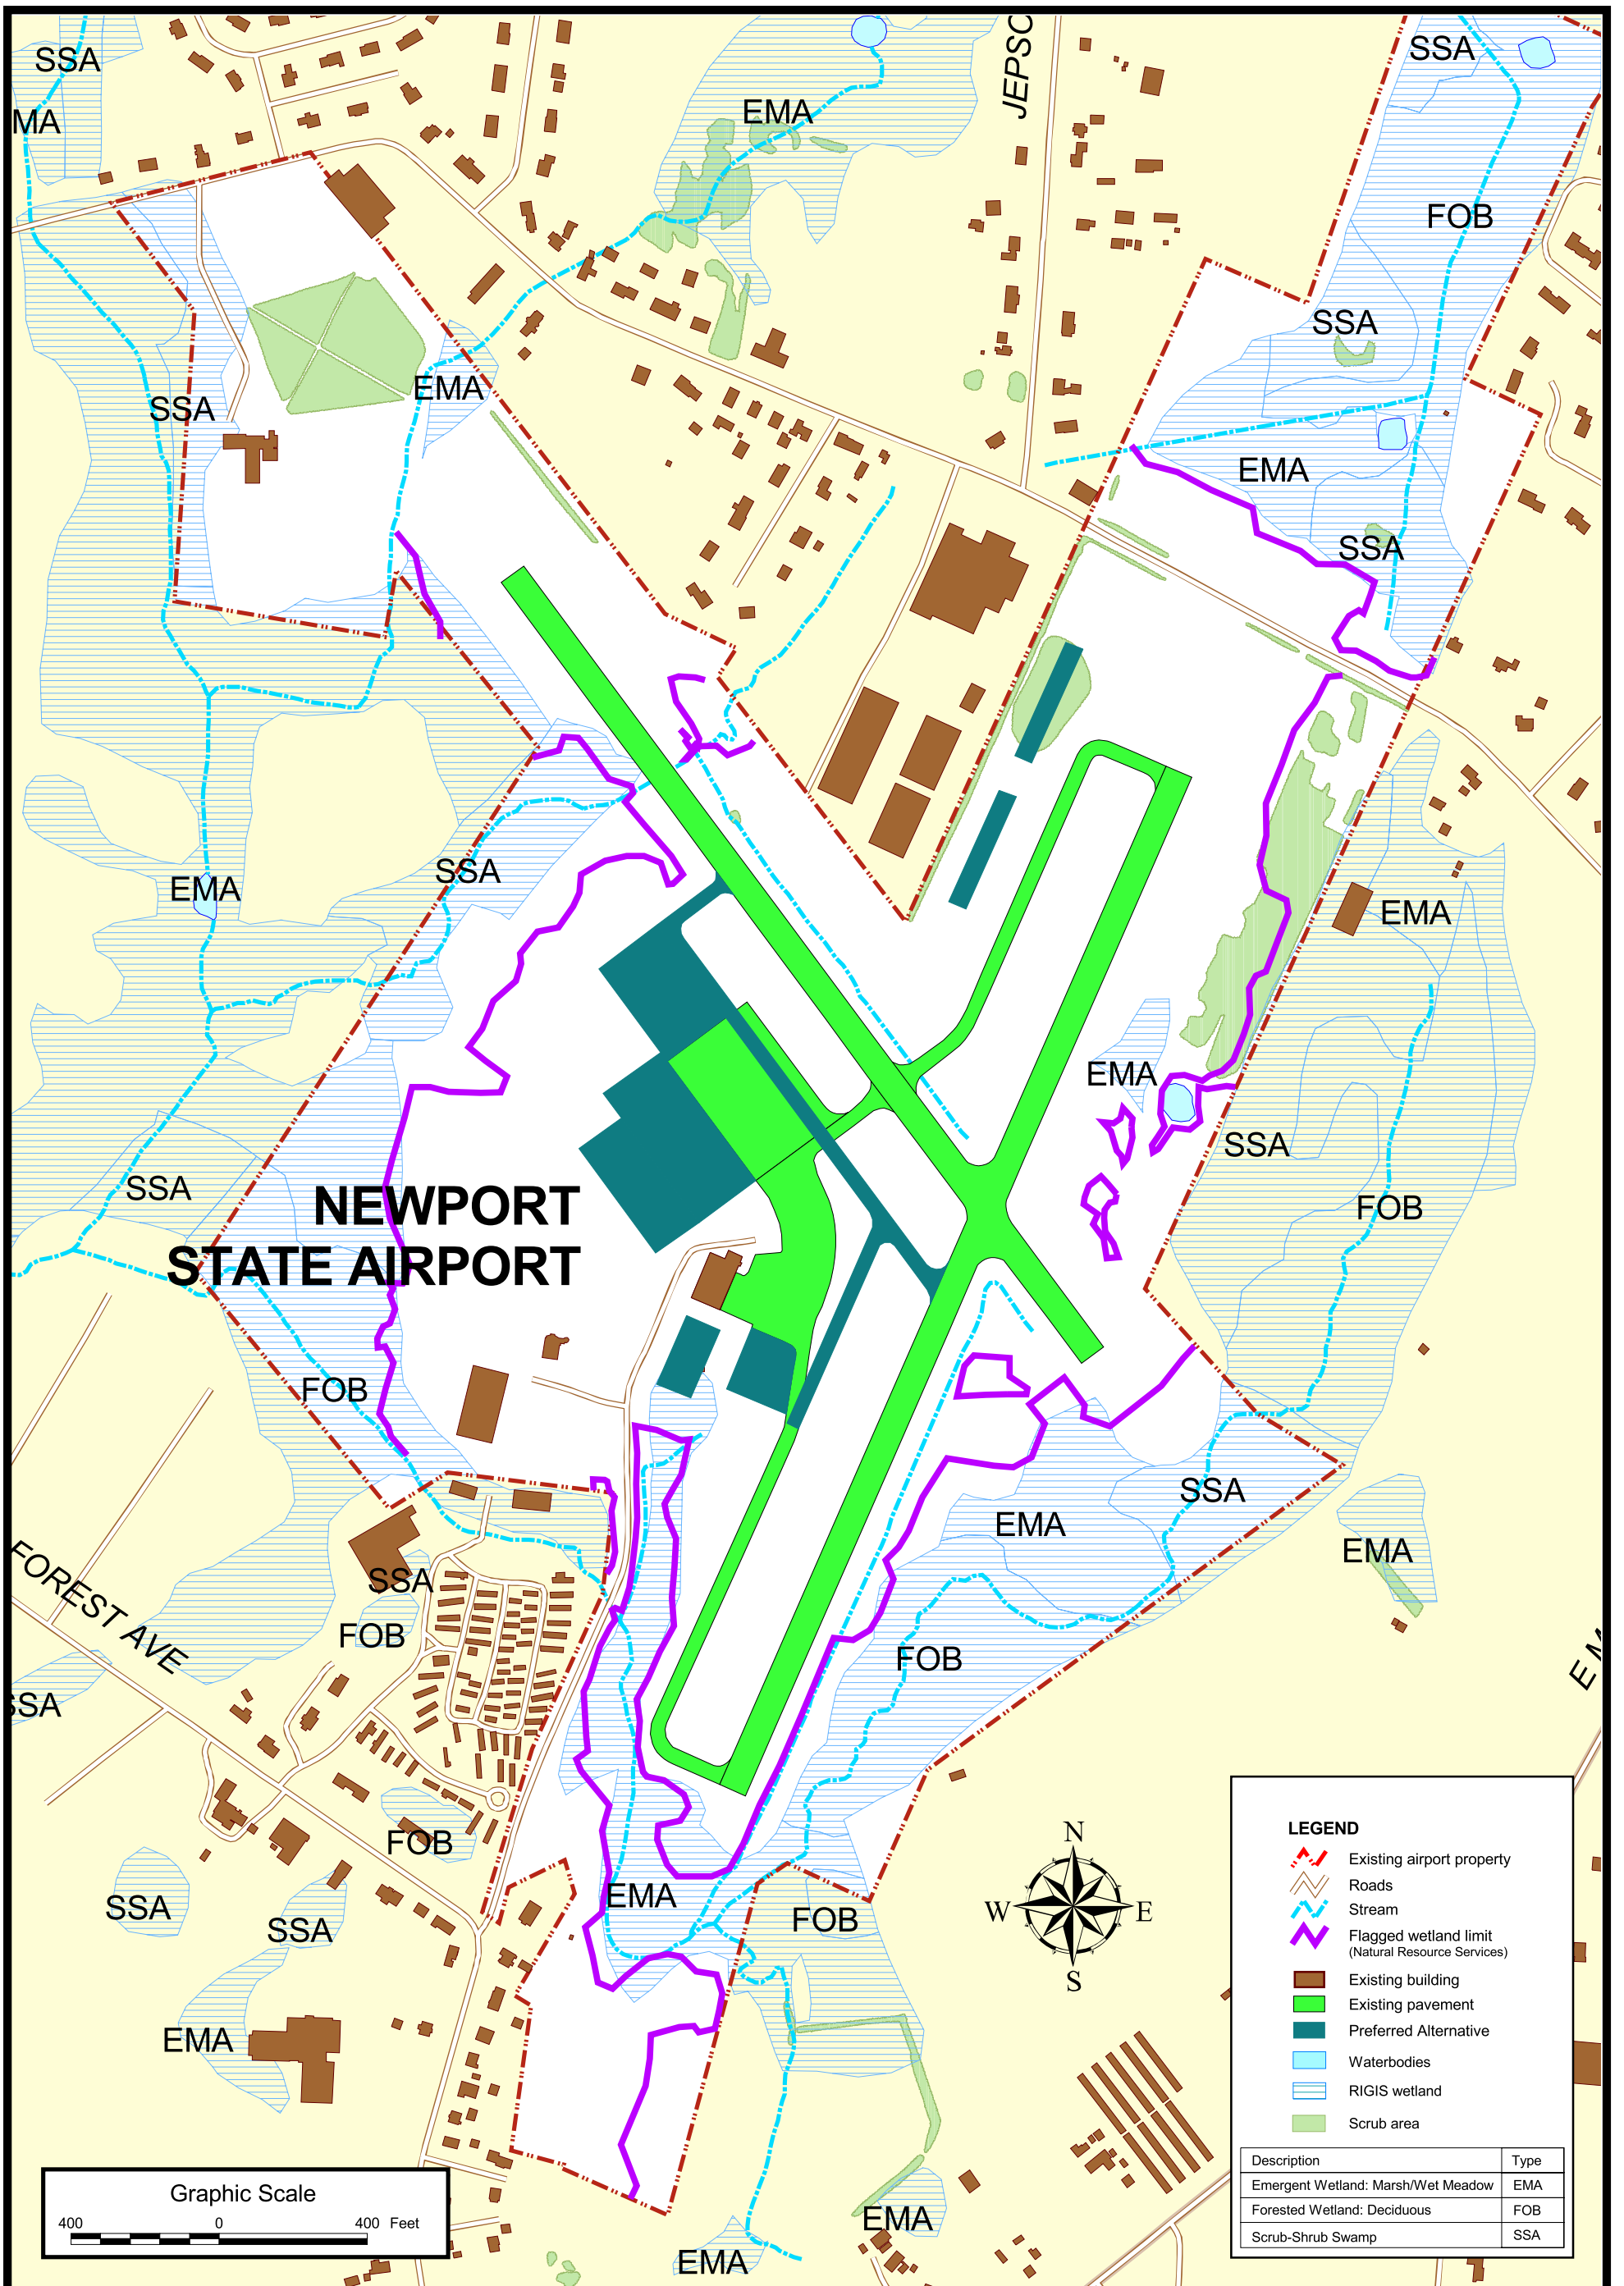 SSA
JEPSC
SSA
MA
EMA
FOB
SSA
EMA
SSA
EMA
SSA
SSA
EMA
EMA
EMA
SSA
SSA
FOB
NEWPORT
STATE AIRPORT
FOB
SSA
EMA
EMA
FOREST AVE
SSA
FOB
FOB
SSA
EM
FOB
EMA
SSA
FOB
SSA
EMA
EMA
EMA
N
W
E
S
LEGEND
Existing airport property
Roads
Stream
Flagged wetland limit
(Natural Resource Services)
Existing building
Existing pavement
Preferred Alternative
Waterbodies
RIGIS wetland
Scrub area
Description Type
Emergent Wetland: Marsh/Wet Meadow EMA
Forested Wetland: Deciduous FOB
Scrub-Shrub Swamp SSA
Graphic Scale
400 0 400 Feet